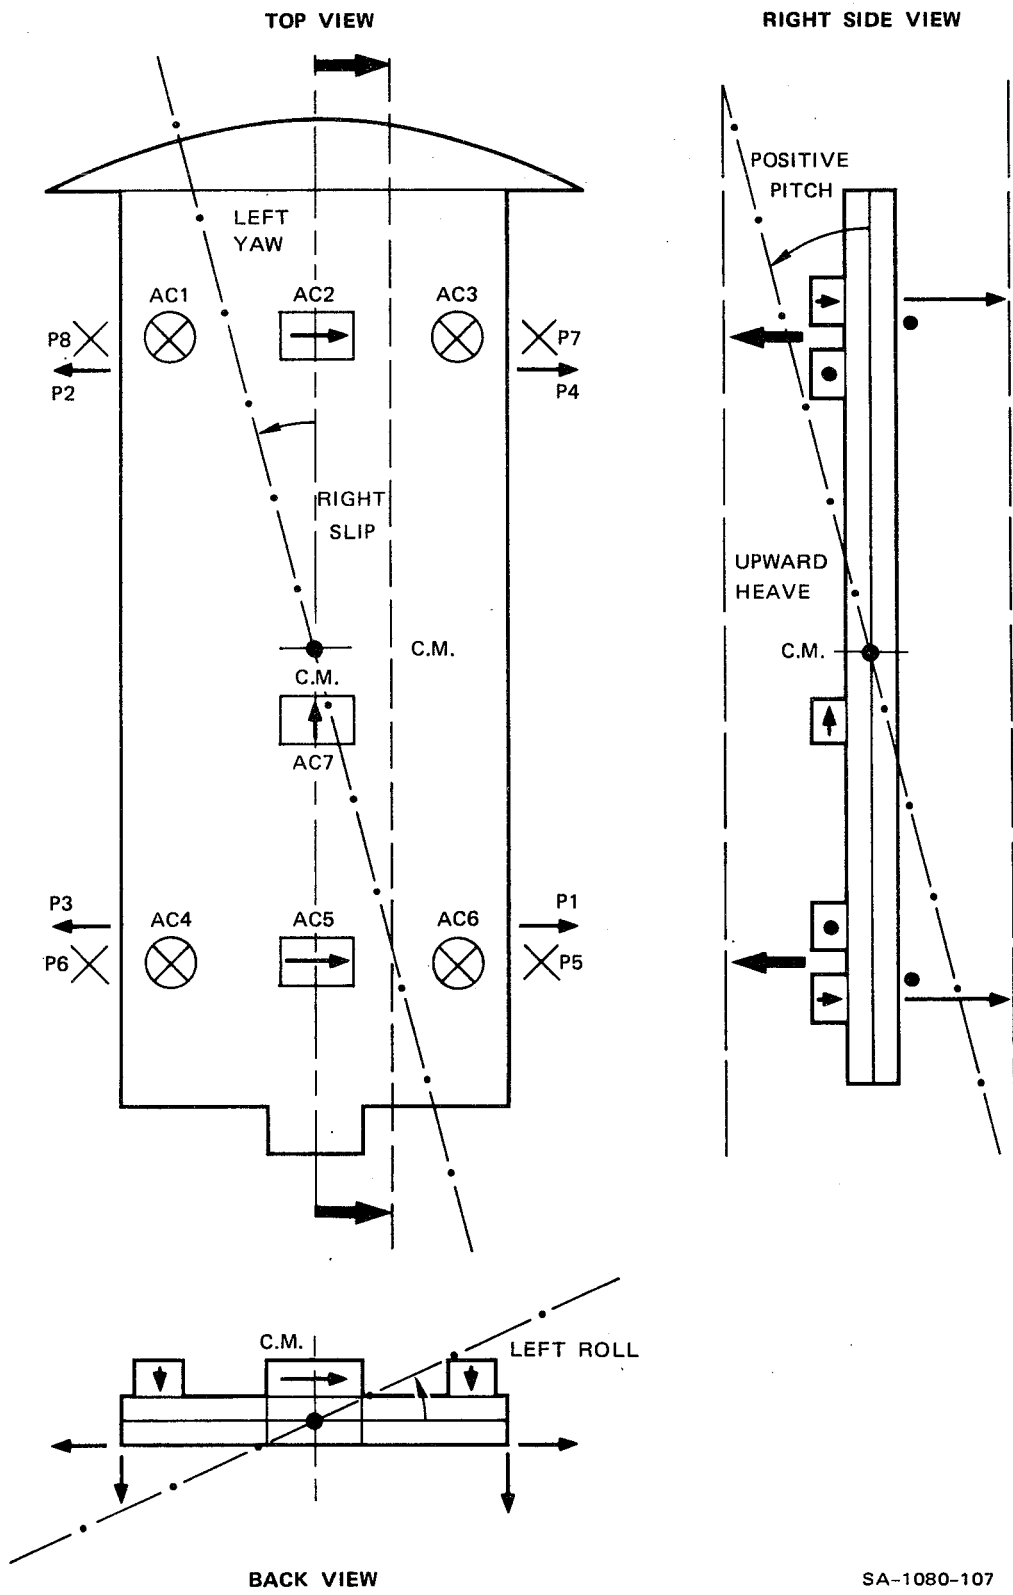 TOP VIEW
RIGHT SIDE VIEW
POSITIVE
PITCH
LEFT
YAW
AC1
AC2
AC3
P8
P7
P2
P4
RIGHT
SLIP
UPWARD
HEAVE
C.M.
C.M.
C.M.
AC7
P3
AC4
AC5
AC6
P1
P6
P5
C.M.
LEFT ROLL
BACK VIEW
SA-1080-107